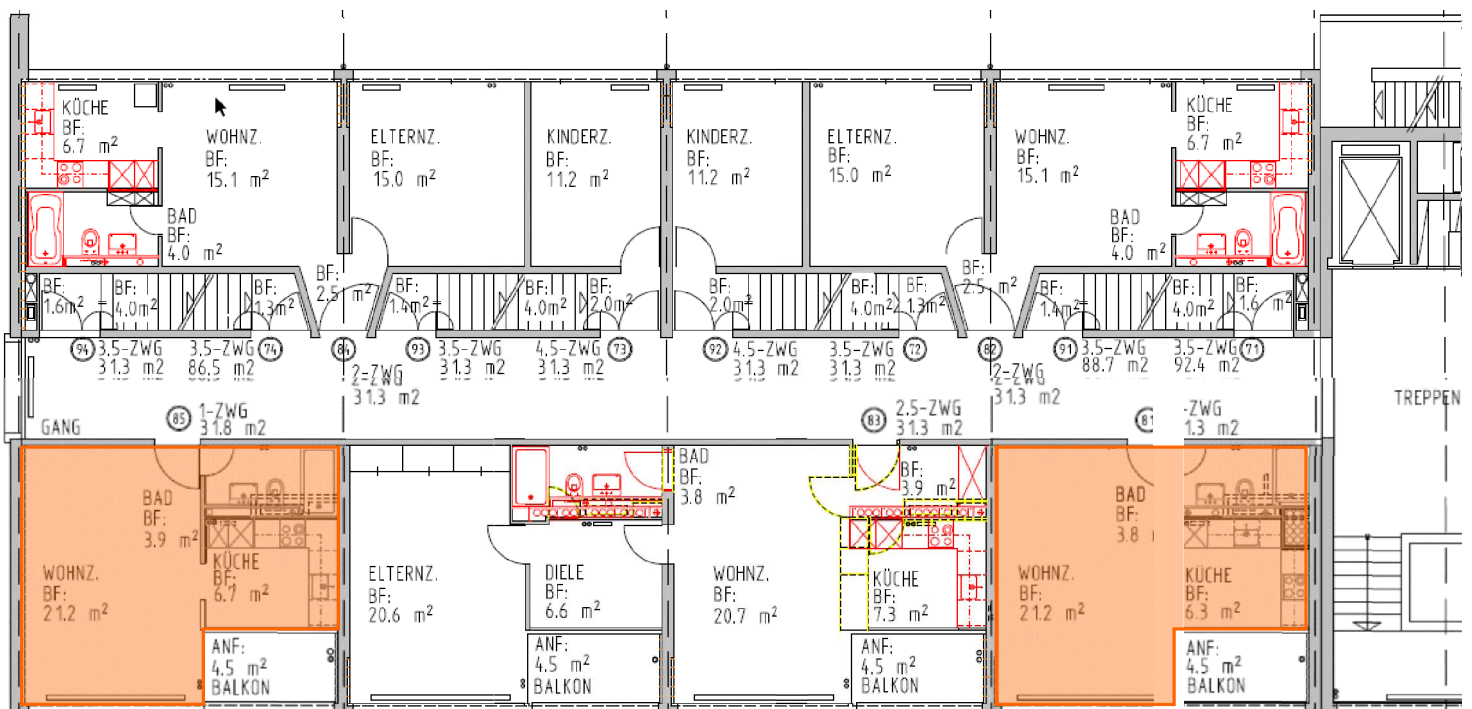 KÜCHE
BF:
6.7 m²
WOHNZ.
BF:
15.1 m²
ELTERNZ.
BF:
15.0 m²
KINDERZ.
BF:
11.2 m²
KINDERZ.
BF:
11.2 m²
ELTERNZ.
BF:
15.0 m²
WOHNZ.
BF:
15.1 m²
KÜCHE
BF:
6.7 m²
BAD
BF:
4.0 m²
BAD
BF:
4.0 m²
BF:
1.6m²
BF:
4.0m²
BF:
1.3m²
BF:
2.5 m²
BF:
1.4m²
BF:
4.0m²
BF:
2.0m²
BF:
2.0m²
BF:
4.0m²
BF:
1.3m²
BF:
2.5 m²
BF:
1.4m²
BF:
4.0m²
BF:
1.6 m²
94
3.5-ZWG
31.3 m2
3.5-ZWG
86.5 m2
74
84
2-ZWG
31.3 m2
93
3.5-ZWG
31.3 m2
4.5-ZWG
31.3 m2
73
92
4.5-ZWG
31.3 m2
3.5-ZWG
31.3 m2
72
82
2-ZWG
31.3 m2
91
3.5-ZWG
88.7 m2
3.5-ZWG
92.4 m2
71
GANG
85
1-ZWG
31.8 m2
83
2.5-ZWG
31.3 m2
81
-ZWG
1.3 m2
TREPPEN
BAD
BF:
3.9 m²
KÜCHE
BF:
6.7 m²
WOHNZ.
BF:
21.2 m²
ANF:
4.5 m²
BALKON
ELTERNZ.
BF:
20.6 m²
DIELE
BF:
6.6 m²
ANF:
4.5 m²
BALKON
BAD
BF:
3.8 m²
WOHNZ.
BF:
20.7 m²
BF:
3.9 m²
KÜCHE
BF:
7.3 m²
ANF:
4.5 m²
BALKON
BAD
BF:
3.8
WOHNZ.
BF:
21.2 m²
KÜCHE
BF:
6.3 m²
ANF:
4.5 m²
BALKON